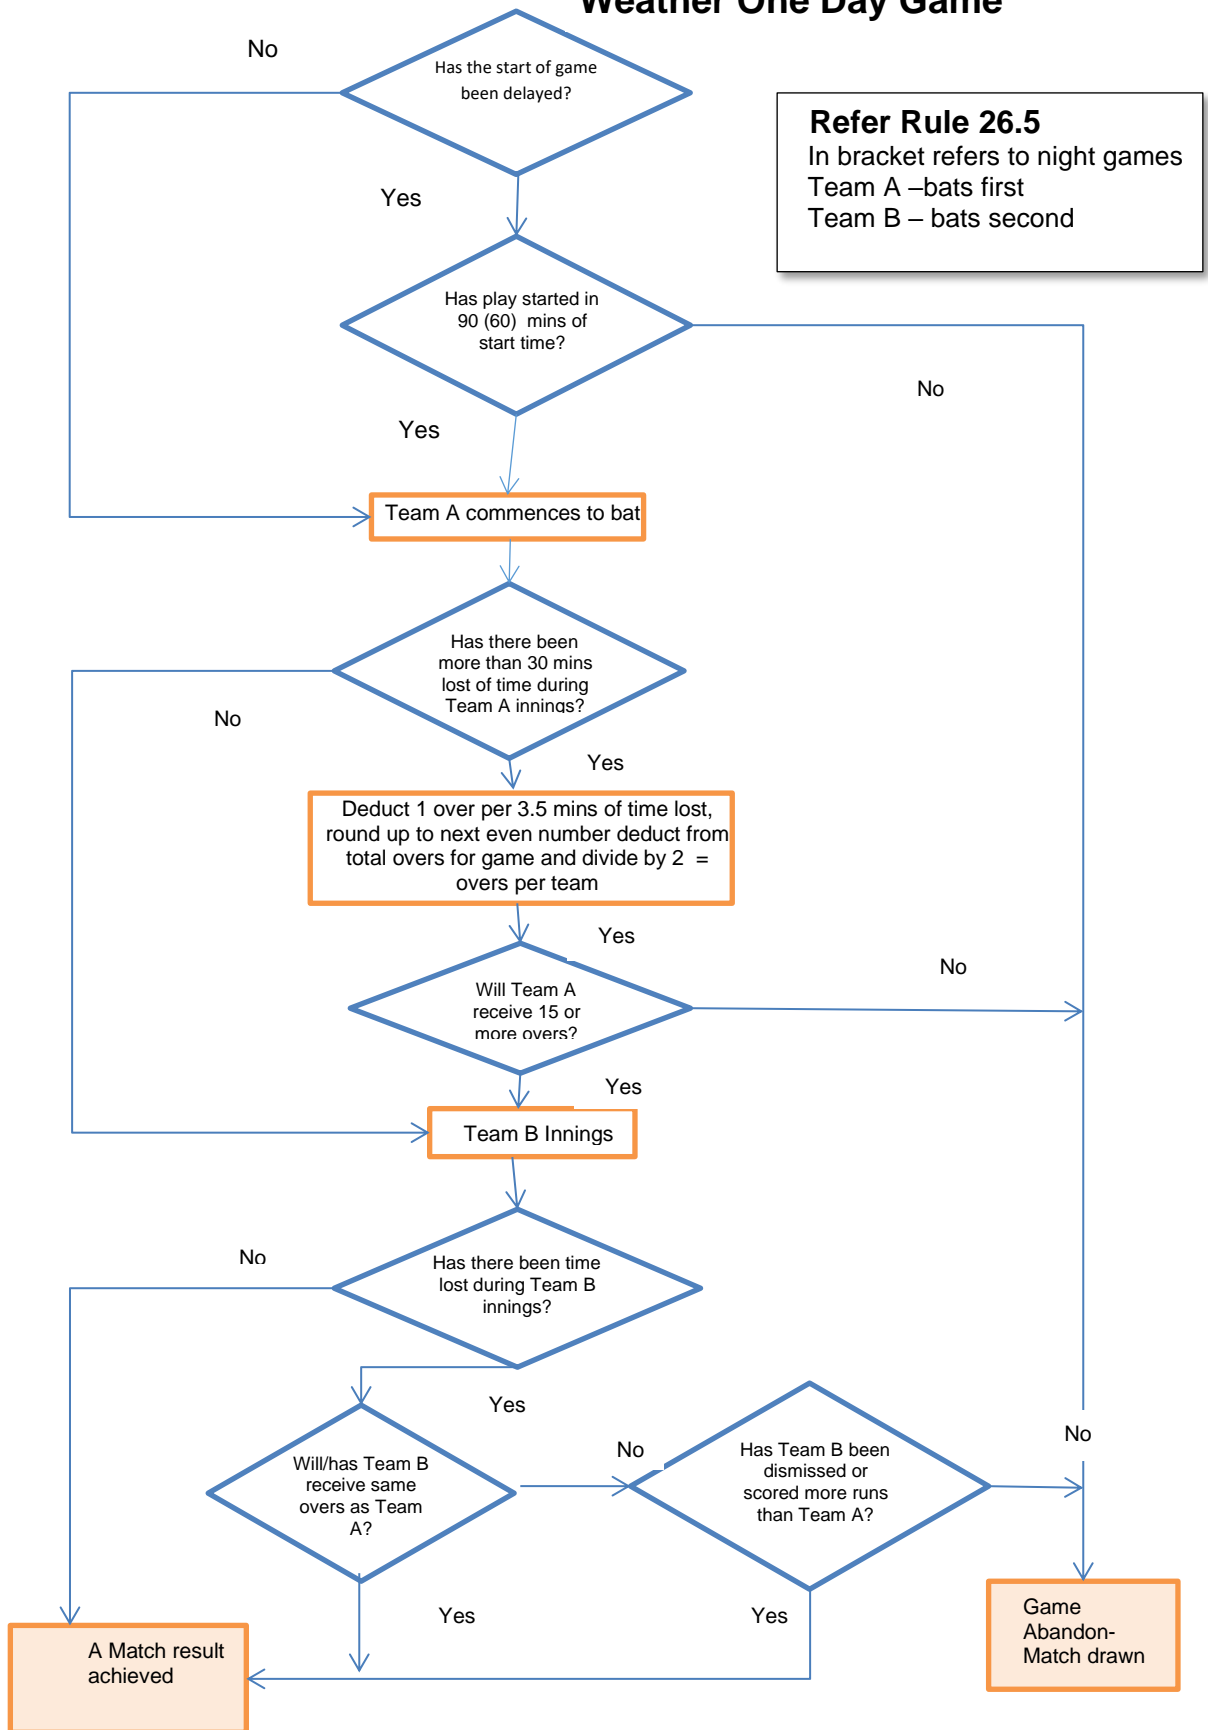 Weather One Day Game
No
Has the start of game
been delayed?
Refer Rule 26.5
In bracket refers to night games
Team A –bats first
Team B – bats second
Yes
Has play started in
90 (60)  mins of
start time?
No
Yes
Team A commences to bat
Has there been
more than 30 mins
lost of time during
Team A innings?
No
Yes
Deduct 1 over per 3.5 mins of time lost,
round up to next even number deduct from
total overs for game and divide by 2  =
overs per team
Yes
No
Will Team A
receive 15 or
more overs?
Yes
Team B Innings
No
Has there been time
lost during Team B
innings?
Yes
No
No
Will/has Team B
receive same
overs as Team
A?
Has Team B been
dismissed or
scored more runs
than Team A?
Yes
Yes
Game
Abandon-
Match drawn
A Match result
achieved